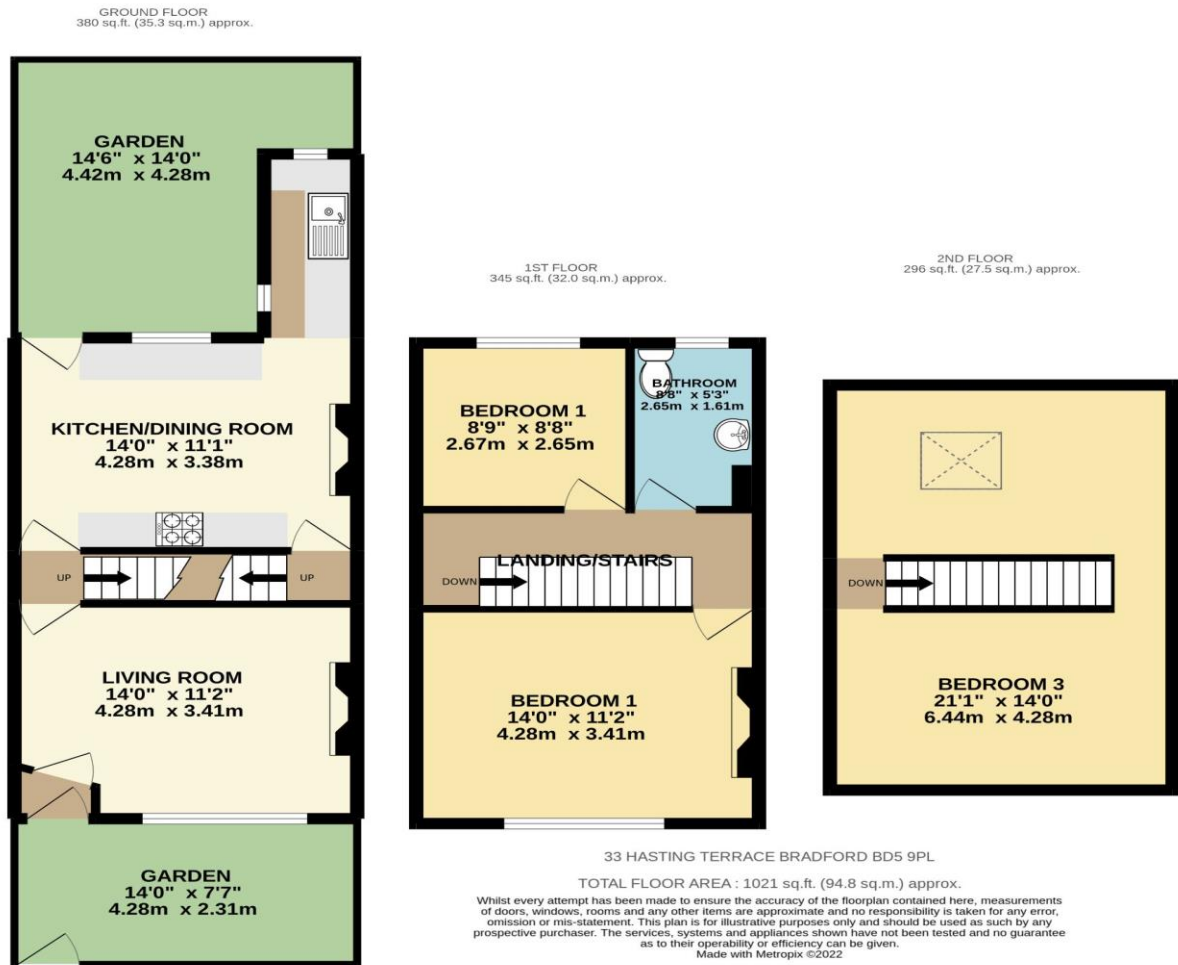 GROUND FLOOR
380 sq.ft. (35.3 sq.m.) approx.
GARDEN
14'6" x 14'0"
4.42m x 4.28m
KITCHEN/DINING ROOM
14'0" x 11'1"
4.28m x 3.38m
UP
UP
LIVING ROOM
14'0" x 11'2"
4.28m x 3.41m
GARDEN
14'0" x 7'7"
4.28m x 2.31m
1ST FLOOR
345 sq.ft. (32.0 sq.m.) approx.
BEDROOM 1
8'9" x 8'8"
2.67m x 2.65m
BATHROOM
8'8" x 5'3"
2.65m x 1.61m
LANDING/STAIRS
DOWN
BEDROOM 1
14'0" x 11'2"
4.28m x 3.41m
2ND FLOOR
296 sq.ft. (27.5 sq.m.) approx.
DOWN
BEDROOM 3
21'1" x 14'0"
6.44m x 4.28m
33 HASTING TERRACE BRADFORD BD5 9PL
TOTAL FLOOR AREA : 1021 sq.ft. (94.8 sq.m.) approx.
Whilst every attempt has been made to ensure the accuracy of the floorplan contained here, measurements
of doors, windows, rooms and any other items are approximate and no responsibility is taken for any error,
omission or mis-statement. This plan is for illustrative purposes only and should be used as such by any
prospective purchaser. The services, systems and appliances shown have not been tested and no guarantee
as to their operability or efficiency can be given.
Made with Metropix ©2022